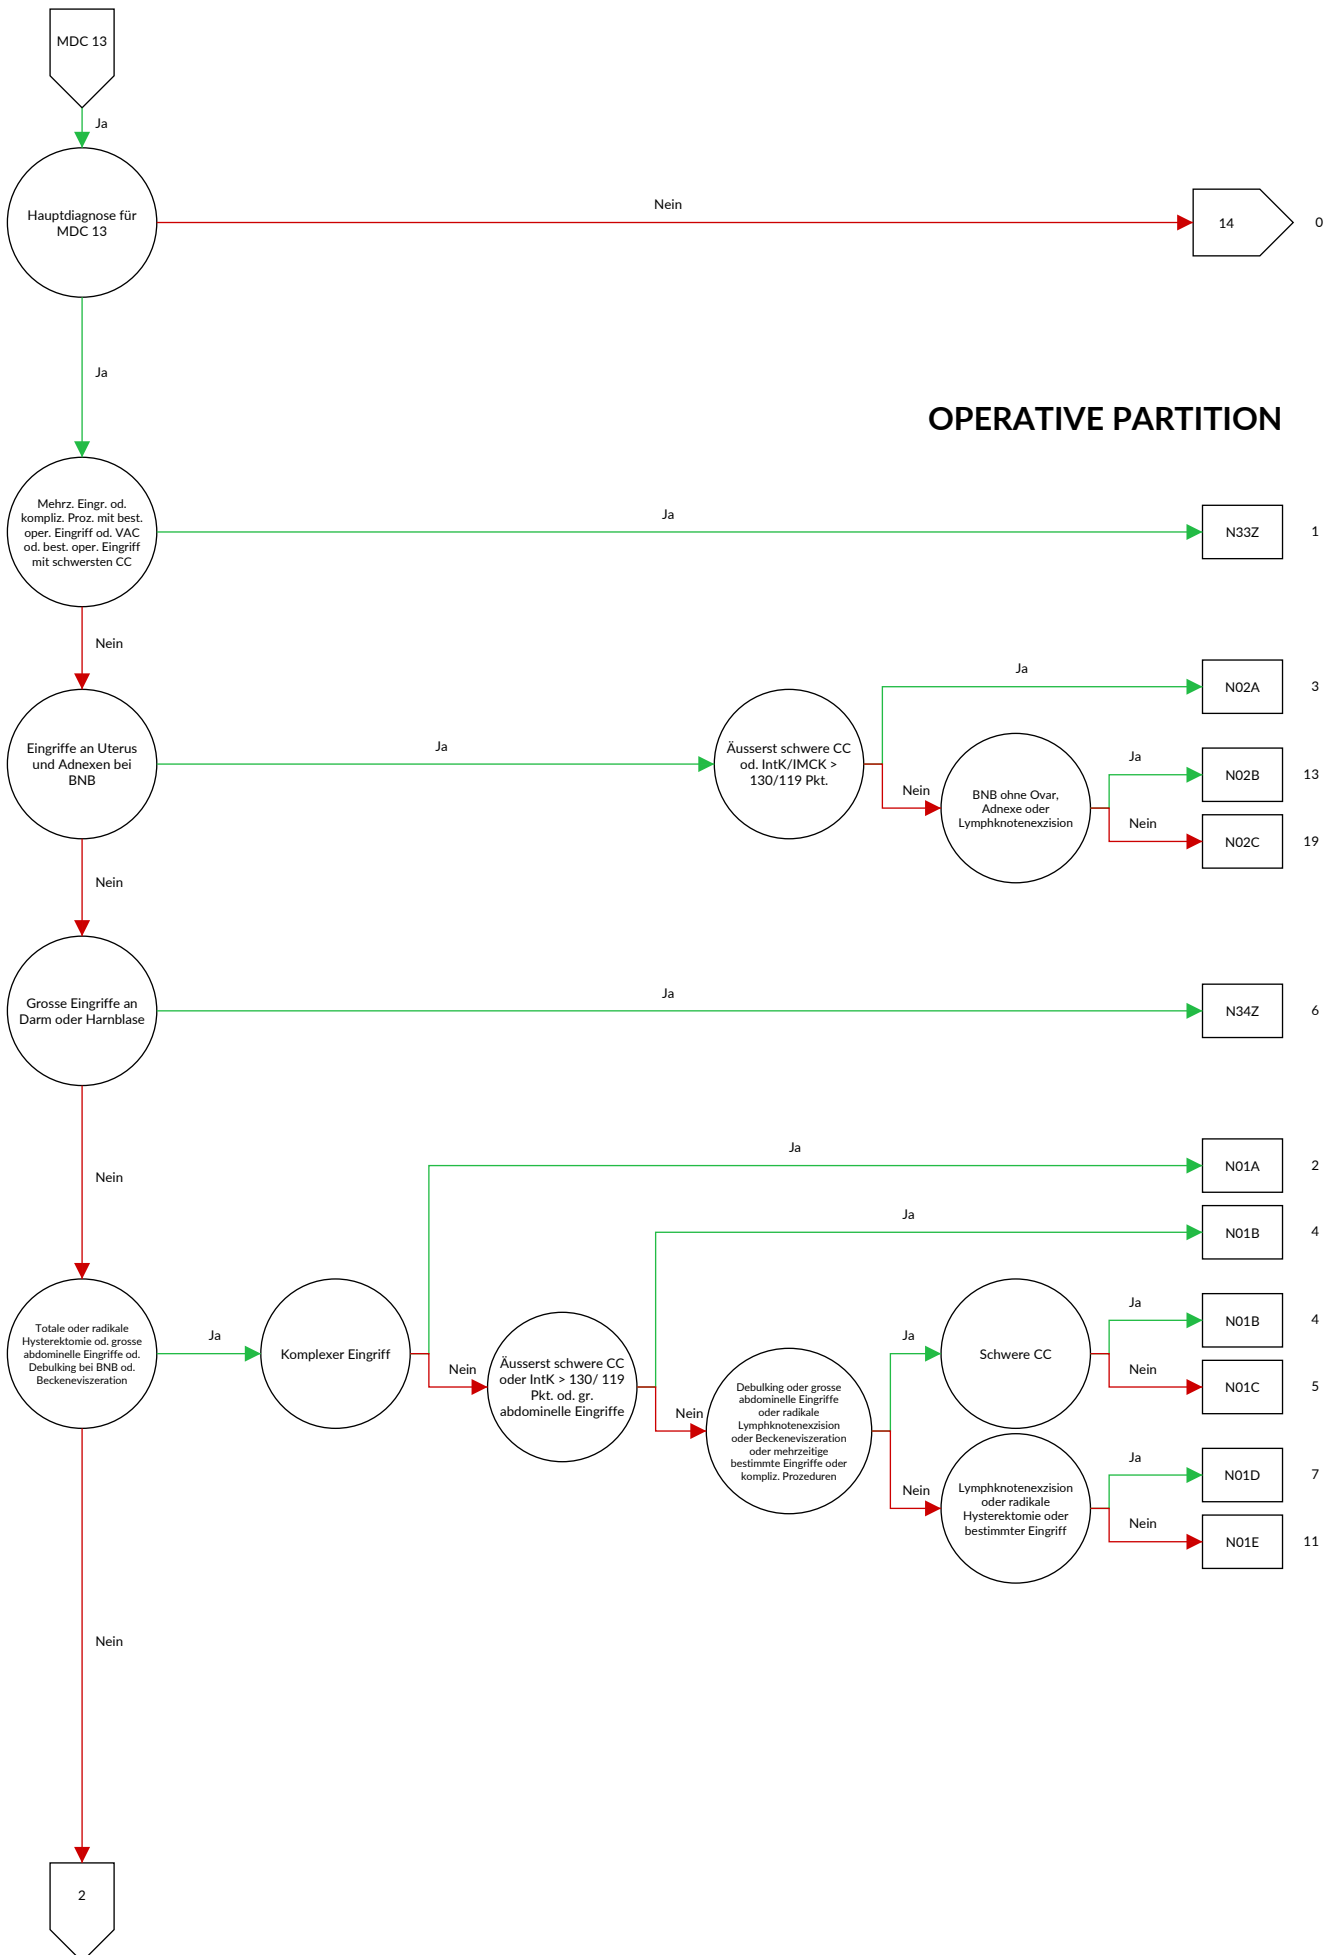 MDC 13
Ja
Hauptdiagnose für
MDC 13
Nein
14
0
Ja
OPERATIVE PARTITION
Mehrz. Eingr. od.
kompliz. Proz. mit best.
oper. Eingriff od. VAC
od. best. oper. Eingriff
mit schwersten CC
Ja
N33Z
1
Nein
Eingriffe an Uterus
und Adnexen bei
BNB
Ja
Äusserst schwere CC
od. IntK/IMCK >
130/119 Pkt.
Ja
N02A
3
Nein
BNB ohne Ovar,
Adnexe oder
Lymphknotenexzision
Ja
N02B
13
Nein
N02C
19
Nein
Grosse Eingriffe an
Darm oder Harnblase
Ja
N34Z
6
Nein
Totale oder radikale
Hysterektomie od. grosse
abdominelle Eingriffe od.
Debulking bei BNB od.
Beckeneviszeration
Ja
Komplexer Eingriff
Ja
N01A
2
Nein
Äusserst schwere CC
oder IntK > 130/ 119
Pkt. od. gr.
abdominelle Eingriffe
Ja
N01B
4
Nein
Debulking oder grosse
abdominelle Eingriffe
oder radikale
Lymphknotenexzision
oder Beckeneviszeration
oder mehrzeitige
bestimmte Eingriffe oder
kompliz. Prozeduren
Ja
Schwere CC
Ja
N01B
4
Nein
N01C
5
Nein
Lymphknotenexzision
oder radikale
Hysterektomie oder
bestimmter Eingriff
Ja
N01D
7
Nein
N01E
11
Nein
2